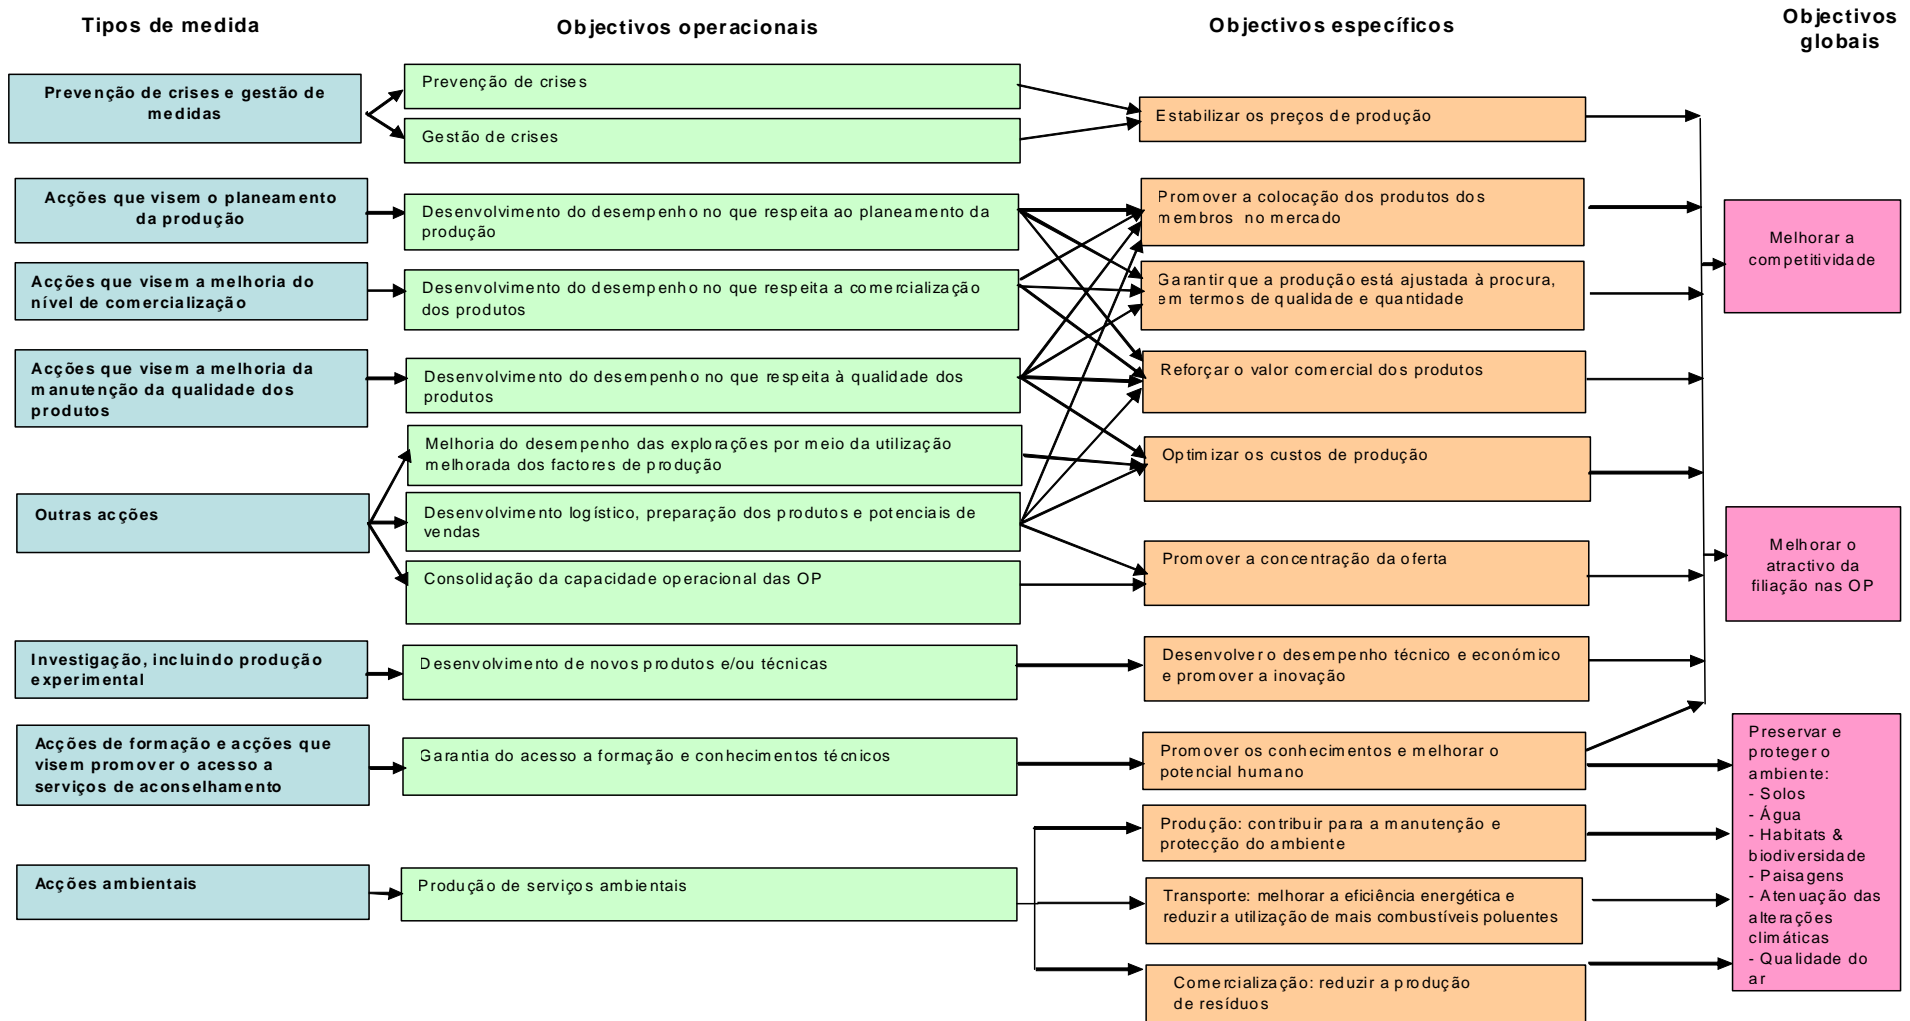 Tipos de medida
Objectivos operacionais
Objectivos específicos
Objectivos
globais
Prevenção de crises e gestão de
medidas
Acções que visem o planeamento
da produção
Acções que visem a melhoria do
nível de comercialização
Acções que visem a melhoria da
manutenção da qualidade dos
produtos
Outras acções
Investigação, incluindo produção
experimental
Acções de formação e acções que
visem promover o acesso a
serviços de aconselhamento
Acções ambientais
Prevenção de crises
Gestão de crises
Desenvolvimento do desempenho no que respeita ao planeamento da
produção
Desenvolvimento do desempenho no que respeita a comercialização
dos produtos
Desenvolvimento do desempenho no que respeita à qualidade dos
produtos
Melhoria do desempenho das explorações por meio da utilização
melhorada dos factores de produção
Desenvolvimento logístico, preparação dos produtos e potenciais de
vendas
Consolidação da capacidade operacional das OP
Desenvolvimento de novos produtos e/ou técnicas
Garantia do acesso a formação e conhecimentos técnicos
Produção de serviços ambientais
Estabilizar os preços de produção
Promover a colocação dos produtos dos
membros no mercado
Garantir que a produção está ajustada à procura,
em termos de qualidade e quantidade
Reforçar o valor comercial dos produtos
Optimizar os custos de produção
Promover a concentração da oferta
Desenvolver o desempenho técnico e económico
e promover a inovação
Promover os conhecimentos e melhorar o
potencial humano
Produção: contribuir para a manutenção e
protecção do ambiente
Transporte: melhorar a eficiência energética e
reduzir a utilização de mais combustíveis poluentes
Comercialização: reduzir a produção
de resíduos
Melhorar a
competitividade
Melhorar o
atractivo da
filiação nas OP
Preservar e
proteger o
ambiente:
- Solos
- Água
- Habitats &
biodiversidade
- Paisagens
- Atenuação das
alterações
climáticas
- Qualidade do
ar